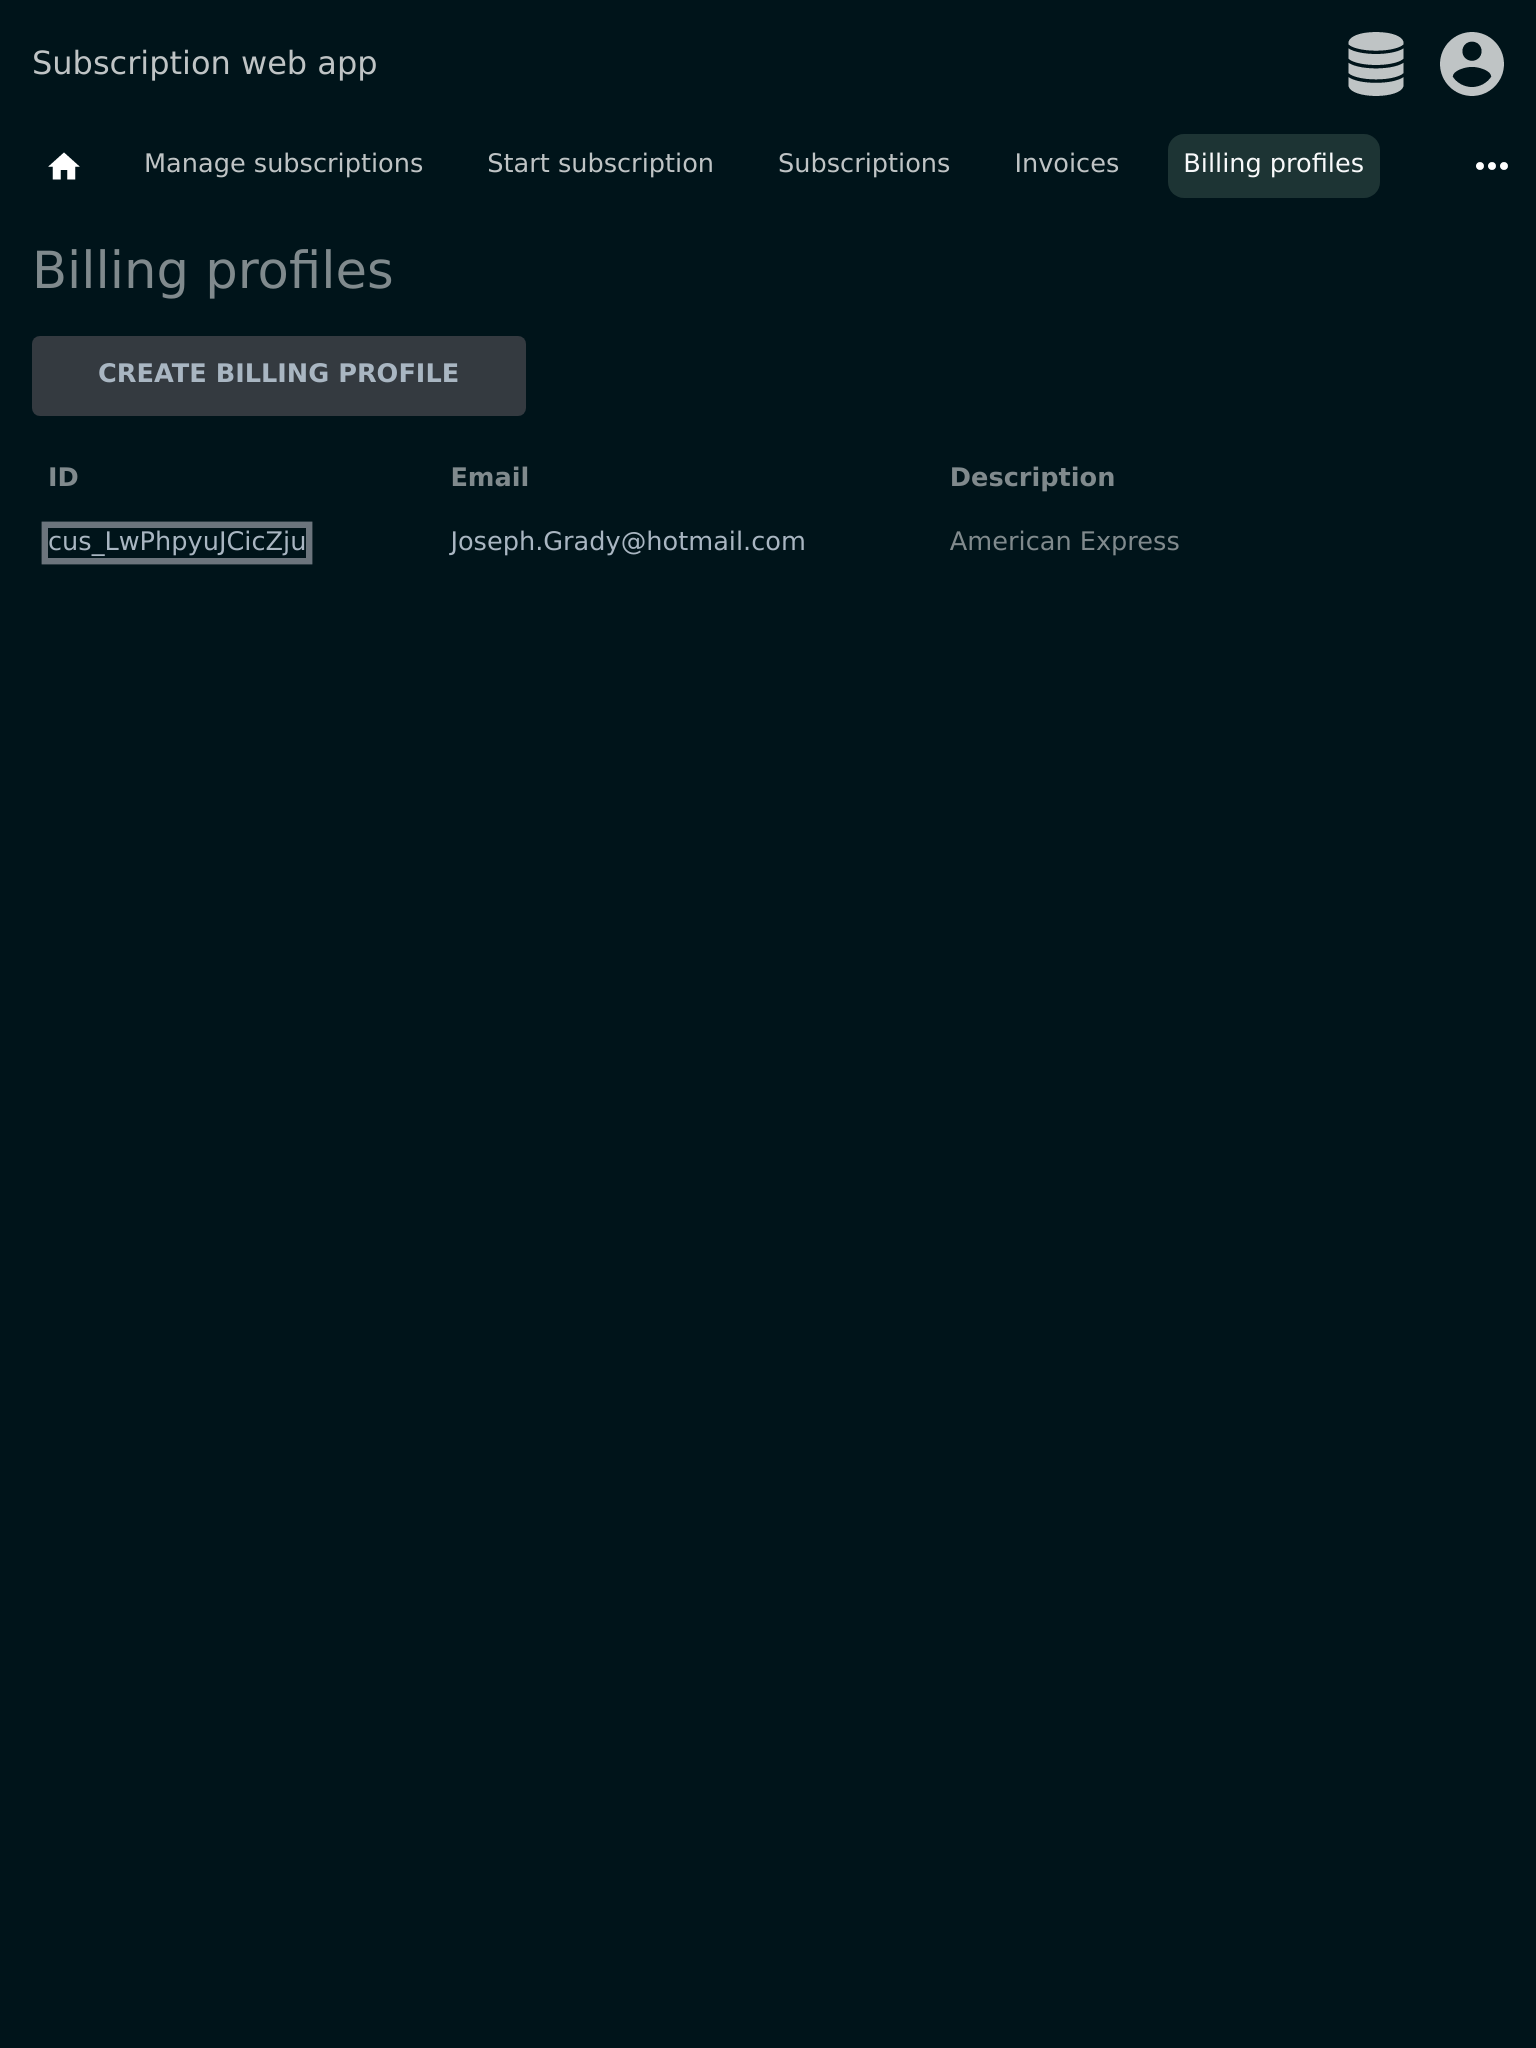 Subscription web app
Manage subscriptions Start subscription Subscriptions Invoices Billing profiles
Billing profiles
CREATE BILLING PROFILE
ID Email Description
cus_LwPhpyuJCicZju Joseph.Grady@hotmail.com American Express